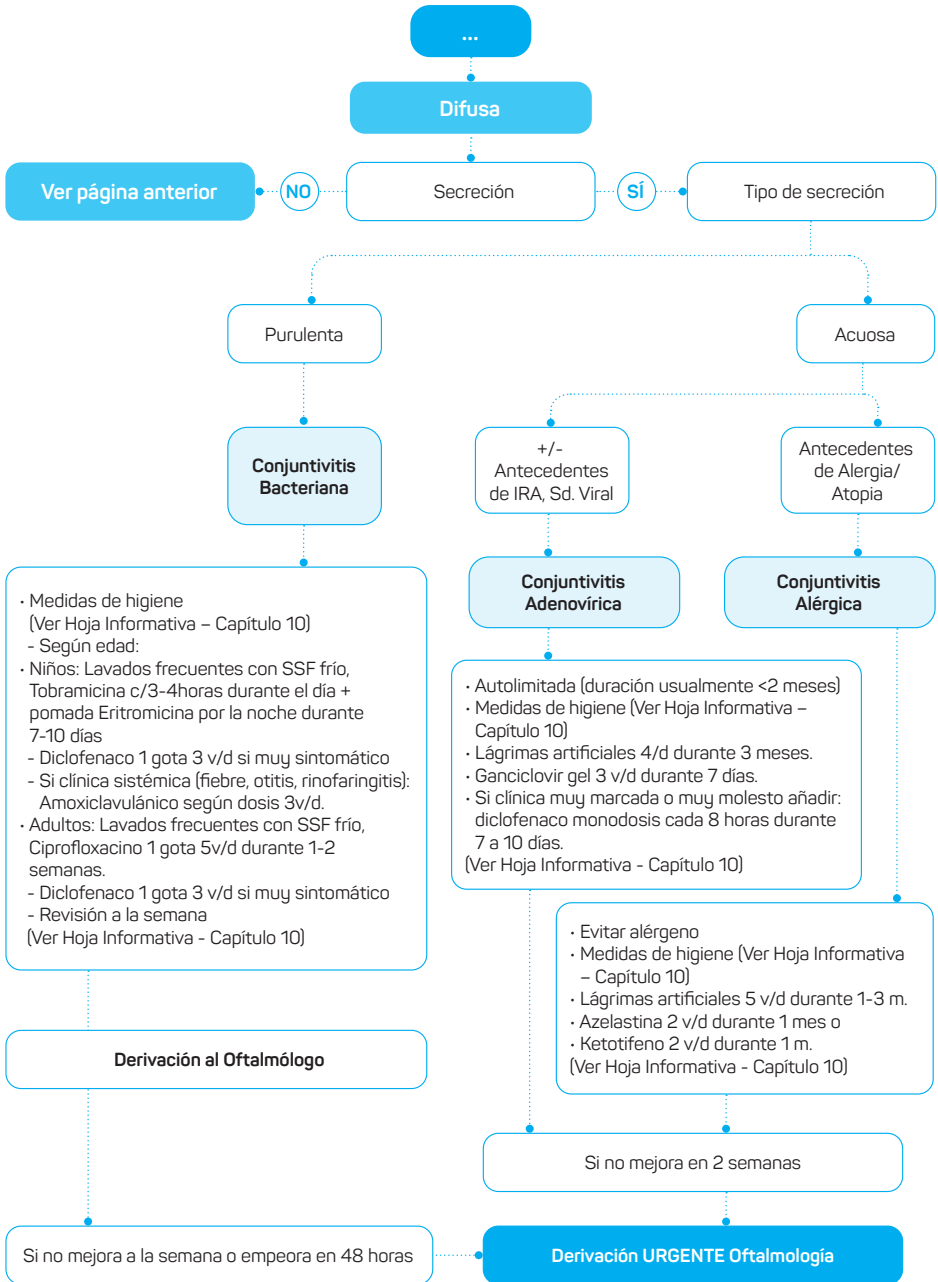 ...
Difusa
Ver página anterior
NO
Secreción
SÍ
Tipo de secreción
Purulenta
Acuosa
Conjuntivitis
Bacteriana
+/-
Antecedentes
de IRA, Sd. Viral
Antecedentes
de Alergia/
Atopia
Conjuntivitis
Adenovírica
Conjuntivitis
Alérgica
· Medidas de higiene
(Ver Hoja Informativa – Capítulo 10)
- Según edad:
· Niños: Lavados frecuentes con SSF frío,
Tobramicina c/3-4horas durante el día +
pomada Eritromicina por la noche durante
7-10 días
- Diclofenaco 1 gota 3 v/d si muy sintomático
- Si clínica sistémica (fiebre, otitis, rinofaringitis):
Amoxiclavulánico según dosis 3v/d.
· Adultos: Lavados frecuentes con SSF frío,
Ciprofloxacino 1 gota 5v/d durante 1-2
semanas.
- Diclofenaco 1 gota 3 v/d si muy sintomático
- Revisión a la semana
(Ver Hoja Informativa - Capítulo 10)
· Autolimitada (duración usualmente <2 meses)
· Medidas de higiene (Ver Hoja Informativa –
Capítulo 10)
· Lágrimas artificiales 4/d durante 3 meses.
· Ganciclovir gel 3 v/d durante 7 días.
· Si clínica muy marcada o muy molesto añadir:
diclofenaco monodosis cada 8 horas durante
7 a 10 días.
(Ver Hoja Informativa - Capítulo 10)
· Evitar alérgeno
· Medidas de higiene (Ver Hoja Informativa
– Capítulo 10)
· Lágrimas artificiales 5 v/d durante 1-3 m.
· Azelastina 2 v/d durante 1 mes o
· Ketotifeno 2 v/d durante 1 m.
(Ver Hoja Informativa - Capítulo 10)
Derivación al Oftalmólogo
Si no mejora en 2 semanas
Si no mejora a la semana o empeora en 48 horas
Derivación URGENTE Oftalmología